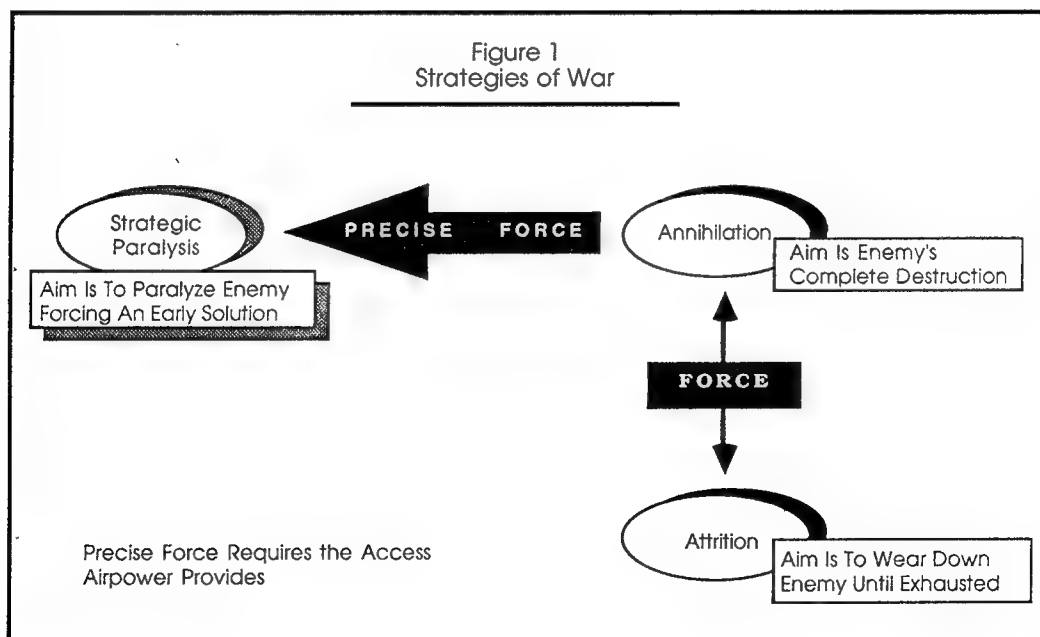 Figure 1
Strategies of War
Strategic
Paralysis
Aim Is To Paralyze Enemy
Forcing An Early Solution
PRECISE FORCE
Annihilation
Aim Is Enemy's
Complete Destruction
FORCE
Attrition
Aim Is To Wear Down
Enemy Until Exhausted
Precise Force Requires the Access
Airpower Provides